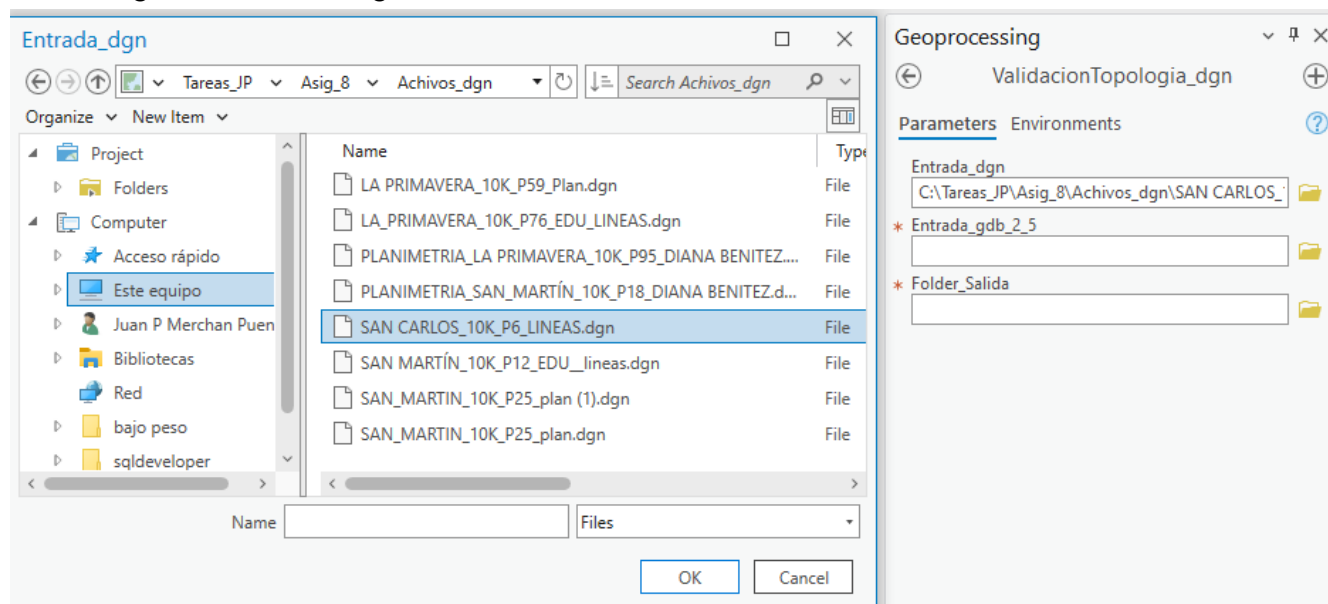 Entrada_dgn
Tareas_JP Asig_8 Achivos_dgn Search Achivos_dgn
Organize New Item
Project
Folders
Computer
Acceso rápido
Este equipo
Juan P Merchan Puen
Bibliotecas
Red
bajo peso
sqldeveloper
Name Type
LA PRIMAVERA_10K_P59_Plan.dgn File
LA_PRIMAVERA_10K_P76_EDU_LINEAS.dgn File
PLANIMETRIA_LA PRIMAVERA_10K_P95_DIANA BENITEZ.... File
PLANIMETRIA_SAN_MARTÍN_10K_P18_DIANA BENITEZ.d... File
SAN CARLOS_10K_P6_LINEAS.dgn File
SAN MARTÍN_10K_P12_EDU__lineas.dgn File
SAN_MARTIN_10K_P25_plan (1).dgn File
SAN_MARTIN_10K_P25_plan.dgn File
Name Files
OK Cancel
Geoprocessing
ValidacionTopologia_dgn
Parameters Environments
Entrada_dgn
C:\Tareas_JP\Asig_8\Achivos_dgn\SAN CARLOS_
* Entrada_gdb_2_5
* Folder_Salida